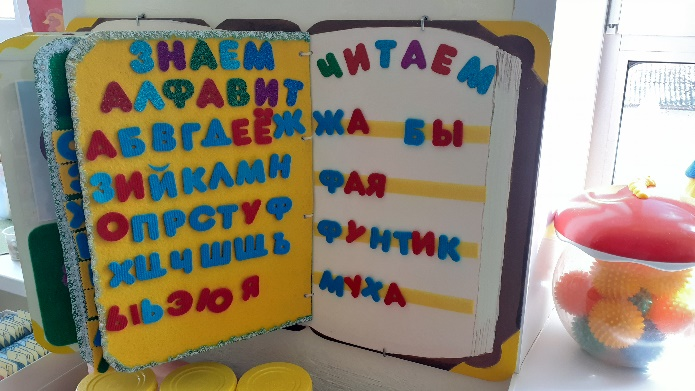 ЗНАЕМ
АЛФАВИТ
АБВГДЕЁЖ
ЗИЙКЛМН
ОПРСТУФ
ХЦЧШЩЪ
ЫЬЭЮЯ
ЧИТАЕМ
ЖА БЫ
ФАЯ
ФУНТИК
МУХА